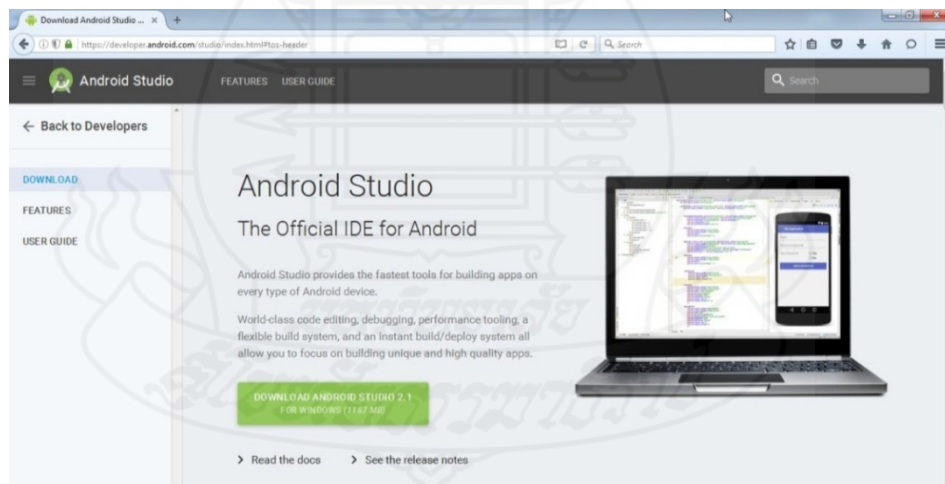 Download Android Studio ...
https://developer.android.com/studio/index.html#tos-header
Search
Android Studio
FEATURES
USER GUIDE
Search
Back to Developers
DOWNLOAD
FEATURES
USER GUIDE
Android Studio
The Official IDE for Android
Android Studio provides the fastest tools for building apps on
every type of Android device.
World-class code editing, debugging, performance tooling, a
flexible build system, and an instant build/deploy system all
allow you to focus on building unique and high quality apps.
DOWNLOAD ANDROID STUDIO 2.1
FOR WINDOWS (1187 MB)
Read the docs
See the release notes